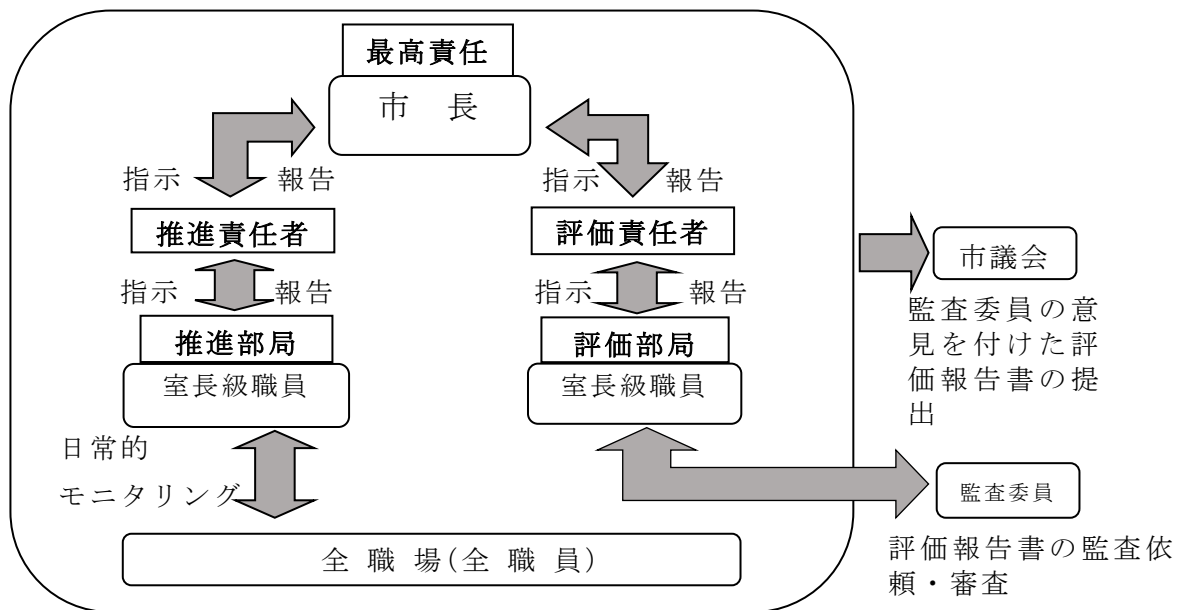 最高責任
市 長
指示 報告
指示 報告
推進責任者
評価責任者
市議会
指示 報告
指示 報告
監査委員の意
見を付けた評
価報告書の提
出
推進部局
評価部局
室長級職員
室長級職員
日常的
モニタリング
監査委員
全職場(全職員)
評価報告書の監査依
頼・審査